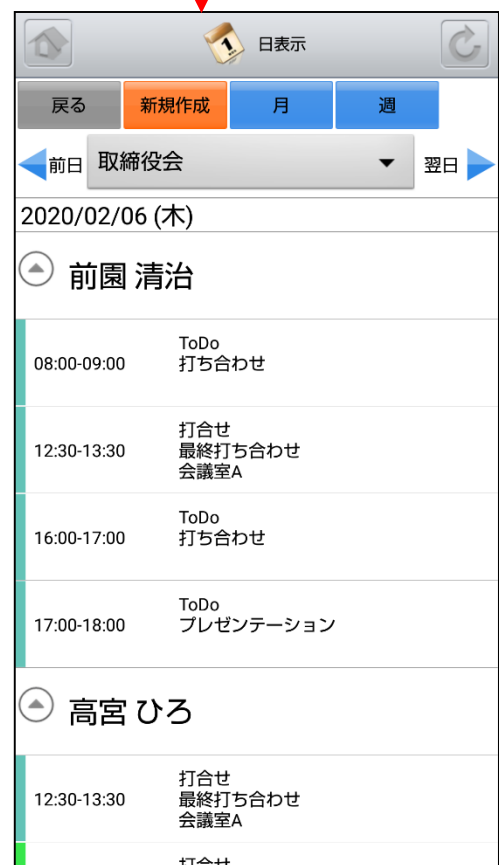 日表示
戻る 新規作成 月 週
前日 取締役会 翌日
2020/02/06 (木)
前園 清治
ToDo
08:00-09:00 打ち合わせ
打合せ
12:30-13:30 最終打ち合わせ
会議室A
ToDo
16:00-17:00 打ち合わせ
ToDo
17:00-18:00 プレゼンテーション
高宮 ひろ
打合せ
12:30-13:30 最終打ち合わせ
会議室A